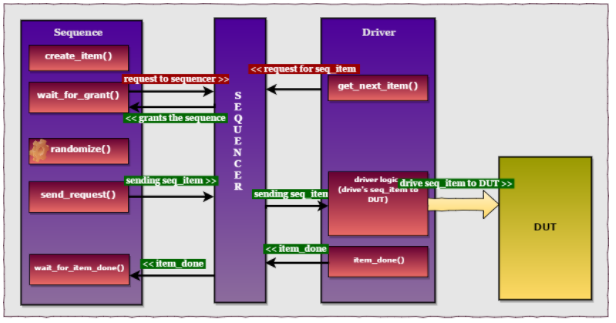 Sequence
Driver
create_item()
request to sequencer >>
<< request for seq_item
wait_for_grant()
get_next_item()
<< grants the sequence
SEQUENCER
randomize()
sending seq_item >>
send_request()
sending seq_item
driver logic
(drive's seq_item to
DUT)
drive seq_item to DUT >>
DUT
<< item_done
<< item_done
wait_for_item_done()
item_done()